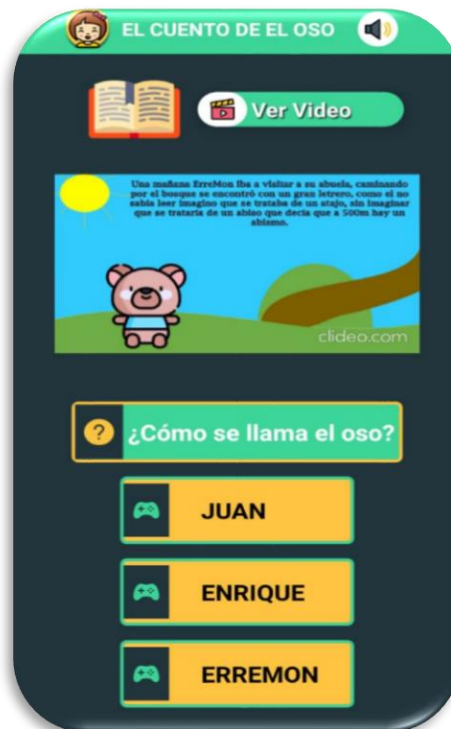 EL CUENTO DE EL OSO
Ver Video
Una mañana ErreMon iba a visitar a su abuela, caminando
por el bosque se encontró con un gran letrero, como el no
sabia leer imagino que se trataba de un atajo, sin imaginar
que se trataria de un abiso que decia que a 500m hay un
abismo.
clideo.com
¿Cómo se llama el oso?
JUAN
ENRIQUE
ERREMON